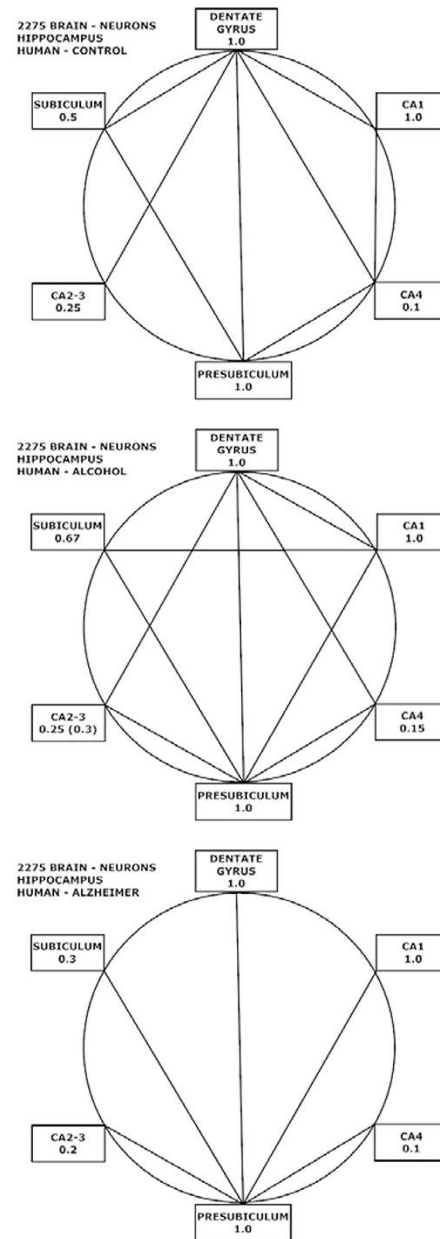 2275 BRAIN - NEURONS
HIPPOCAMPUS
HUMAN - CONTROL
DENTATE
GYRUS
1.0
SUBICULUM
0.5
CA1
1.0
CA2-3
0.25
CA4
0.1
PRESUBICULUM
1.0
2275 BRAIN - NEURONS
HIPPOCAMPUS
HUMAN - ALCOHOL
DENTATE
GYRUS
1.0
SUBICULUM
0.67
CA1
1.0
CA2-3
0.25 (0.3)
CA4
0.15
PRESUBICULUM
1.0
2275 BRAIN - NEURONS
HIPPOCAMPUS
HUMAN - ALZHEIMER
DENTATE
GYRUS
1.0
SUBICULUM
0.3
CA1
1.0
CA2-3
0.2
CA4
0.1
PRESUBICULUM
1.0